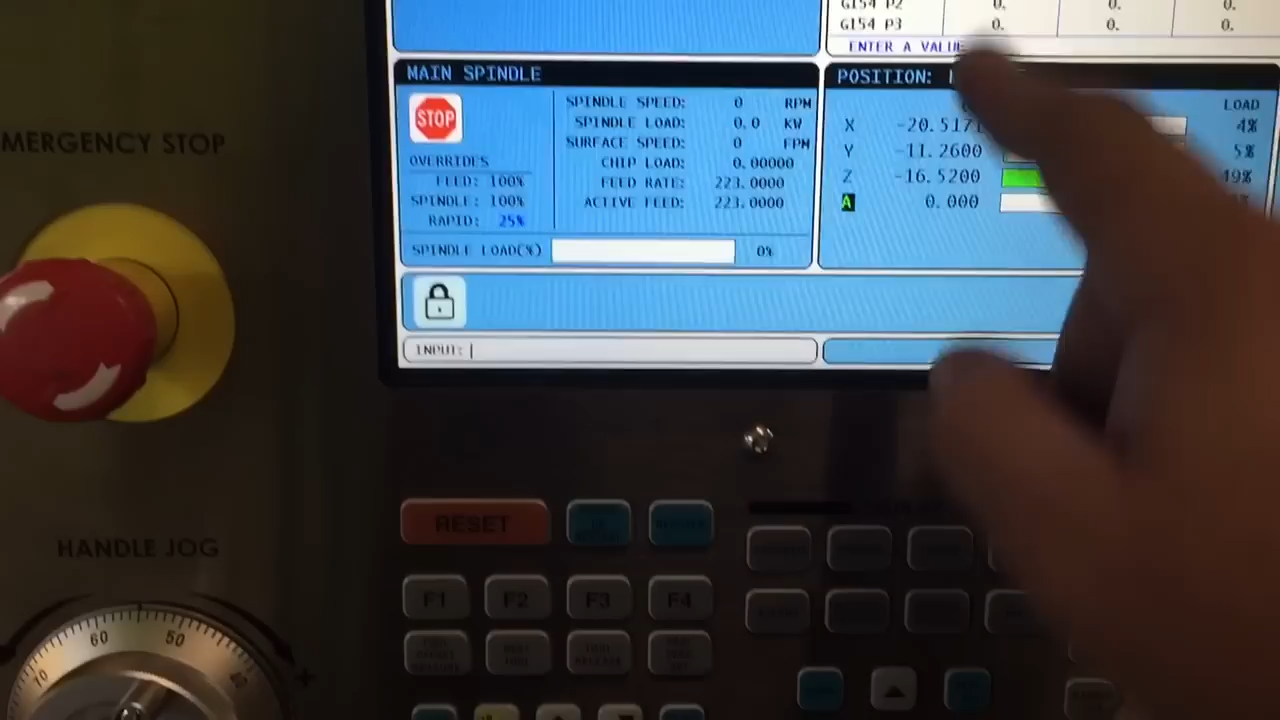 G154 P2 0. 0. 0.
G154 P3 0. 0. 0.
ENTER A VALUE
MAIN SPINDLE
STOP
OVERRIDES
FEED: 100%
SPINDLE: 100%
RAPID: 25%
SPINDLE SPEED: 0 RPM
SPINDLE LOAD: 0.0 KW
SURFACE SPEED: 0 FPM
CHIP LOAD: 0.00000
FEED RATE: 223.0000
ACTIVE FEED: 223.0000
SPINDLE LOAD(%) 0%
POSITION:
LOAD
X -20.5171 4%
Y -11.2600 5%
Z -16.5200 19%
A 0.000
INPUT:
MERGENCY STOP
RESET
HANDLE JOG
F1 F2 F3 F4
70 60 50 40